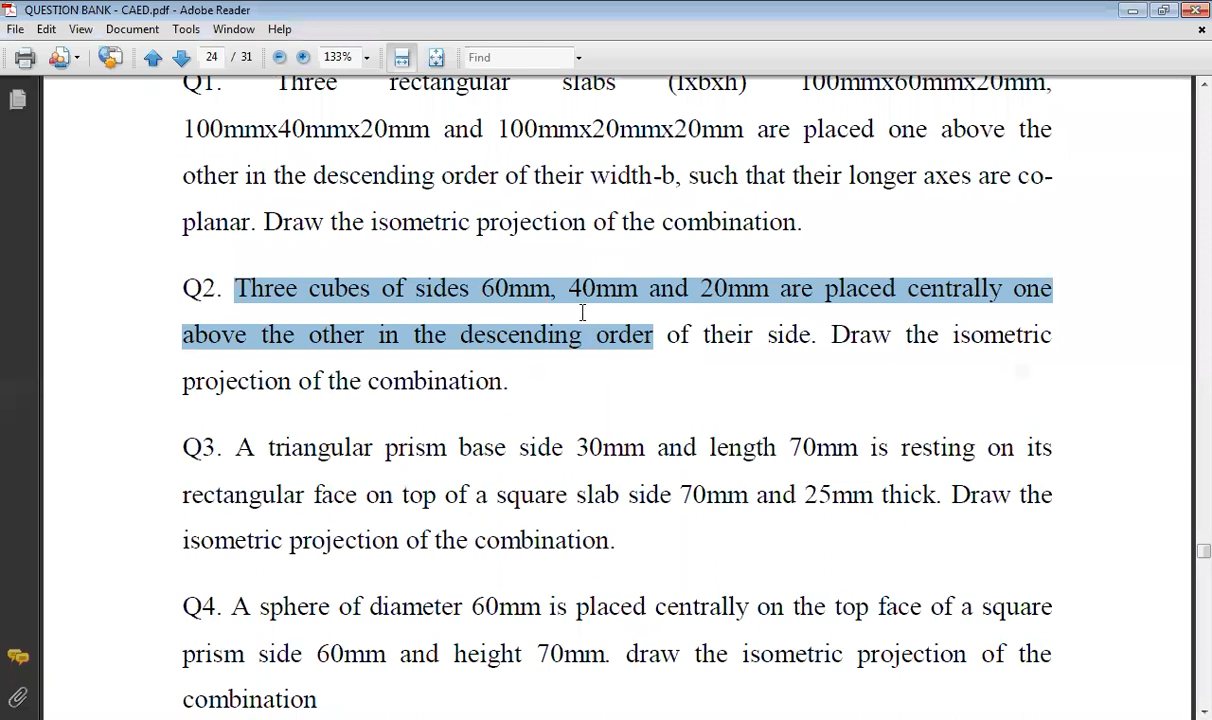 QUESTION BANK - CAED.pdf - Adobe Reader
File Edit View Document Tools Window Help
24 / 31 133% Find
Q1. Three rectangular slabs (lxbxh) 100mmx60mmx20mm,
100mmx40mmx20mm and 100mmx20mmx20mm are placed one above the
other in the descending order of their width-b, such that their longer axes are co-
planar. Draw the isometric projection of the combination.
Q2. Three cubes of sides 60mm, 40mm and 20mm are placed centrally one
above the other in the descending order of their side. Draw the isometric
projection of the combination.
Q3. A triangular prism base side 30mm and length 70mm is resting on its
rectangular face on top of a square slab side 70mm and 25mm thick. Draw the
isometric projection of the combination.
Q4. A sphere of diameter 60mm is placed centrally on the top face of a square
prism side 60mm and height 70mm. draw the isometric projection of the
combination